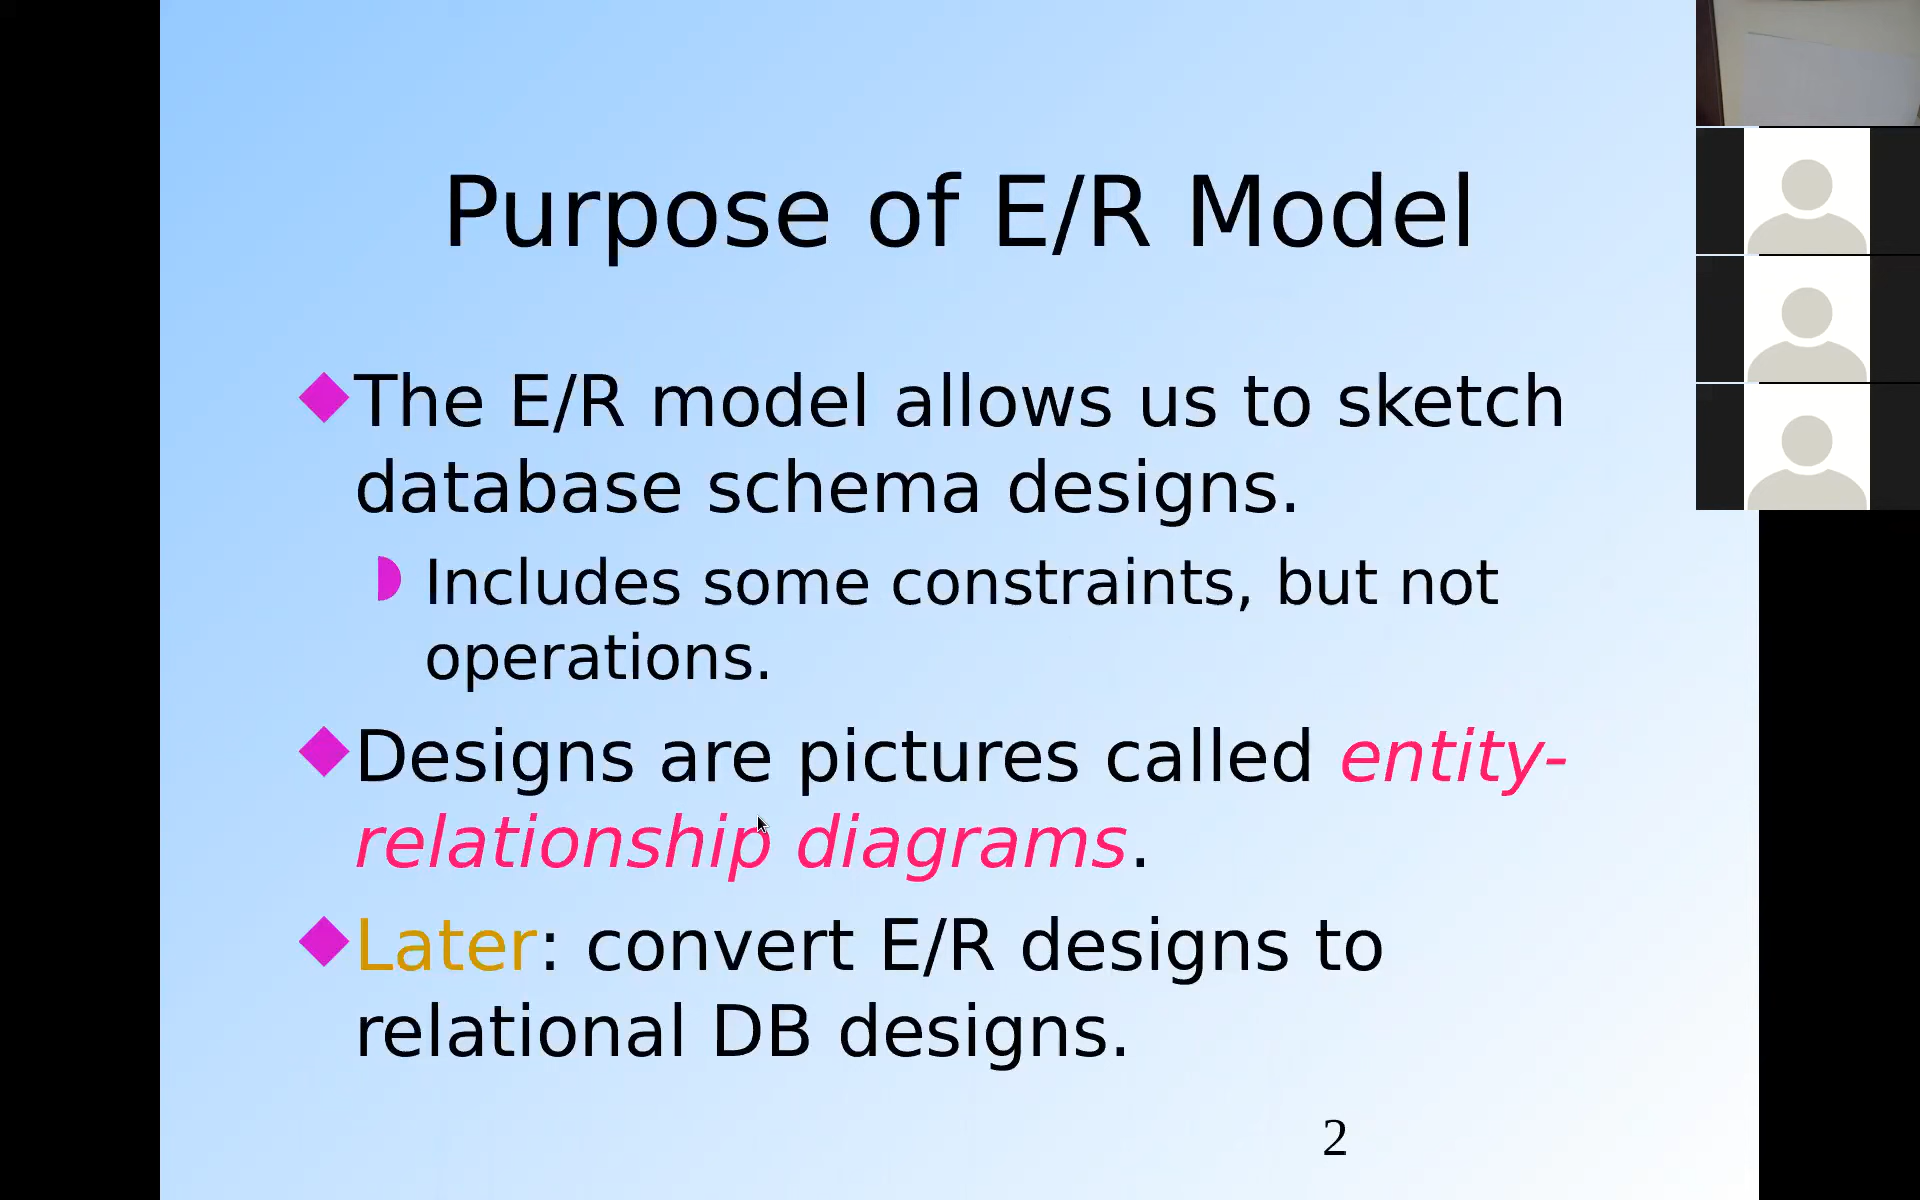 Purpose of E/R Model
The E/R model allows us to sketch
database schema designs.
Includes some constraints, but not
operations.
Designs are pictures called entity-
relationship diagrams.
Later: convert E/R designs to
relational DB designs.
2